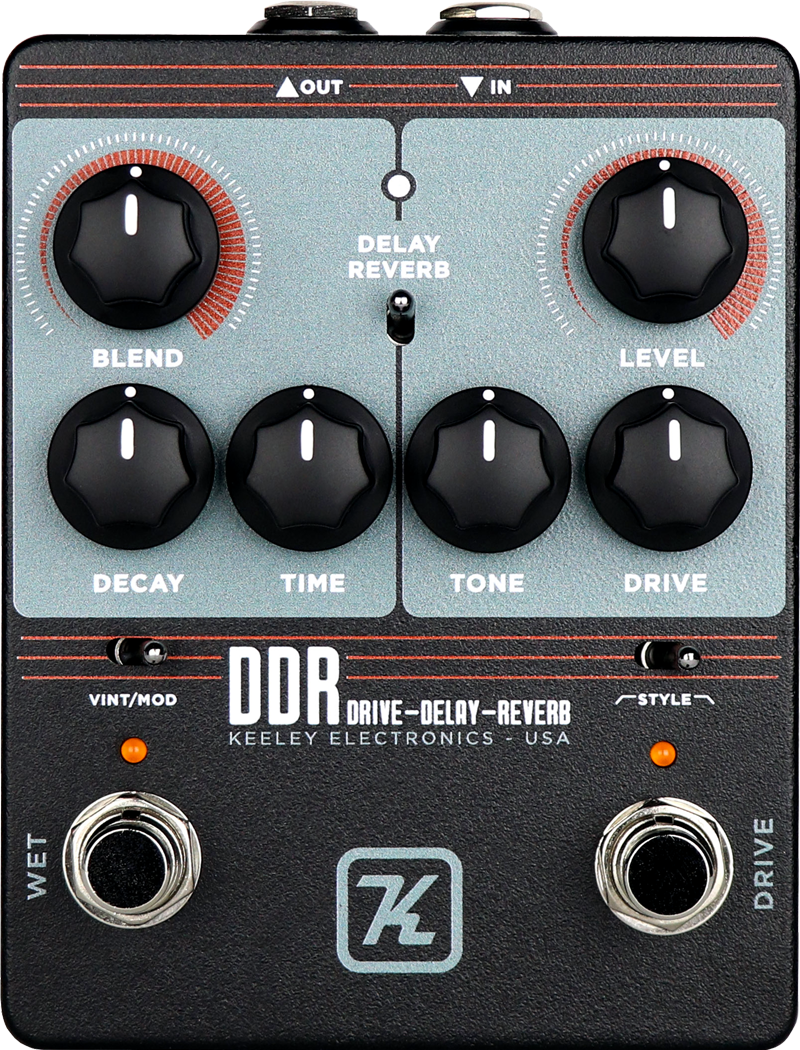 OUT
IN
DELAY
REVERB
BLEND
LEVEL
DECAY
TIME
TONE
DRIVE
VINT/MOD
DDR DRIVE-DELAY-REVERB
STYLE
KEELEY ELECTRONICS - USA
WET
K
DRIVE